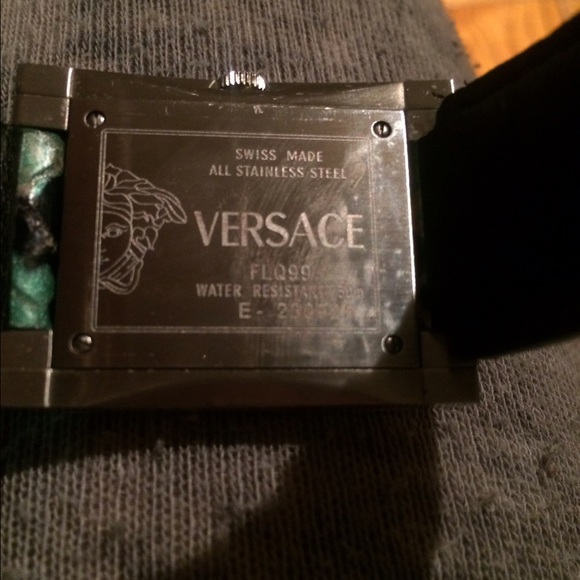 SWISS MADE
ALL STAINLESS STEEL
VERSACE
FLQ99
WATER RESISTANT
E-